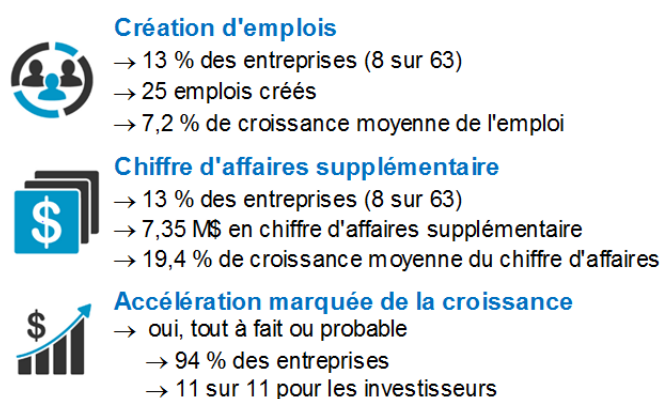 Création d'emplois
→ 13 % des entreprises (8 sur 63)
→ 25 emplois créés
→ 7,2 % de croissance moyenne de l'emploi
Chiffre d'affaires supplémentaire
→ 13 % des entreprises (8 sur 63)
→ 7,35 M$ en chiffre d'affaires supplémentaire
→ 19,4 % de croissance moyenne du chiffre d'affaires
Accélération marquée de la croissance
→ oui, tout à fait ou probable
→ 94 % des entreprises
→ 11 sur 11 pour les investisseurs
$
$